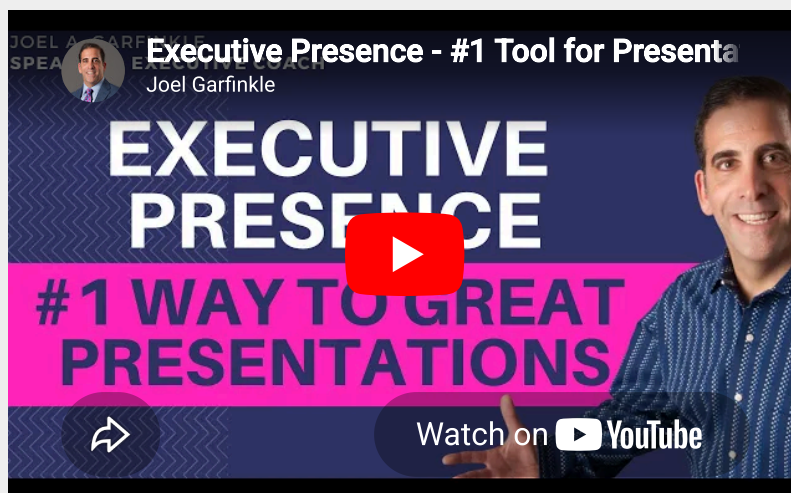 JOEL A. GARFINKLE
Executive Presence - #1 Tool for Presenta
SPEA EXECUTIVE COACH
Joel Garfinkle
EXECUTIVE
PRESENCE
#1 WAY TO GREAT
PRESENTATIONS
Watch on YouTube